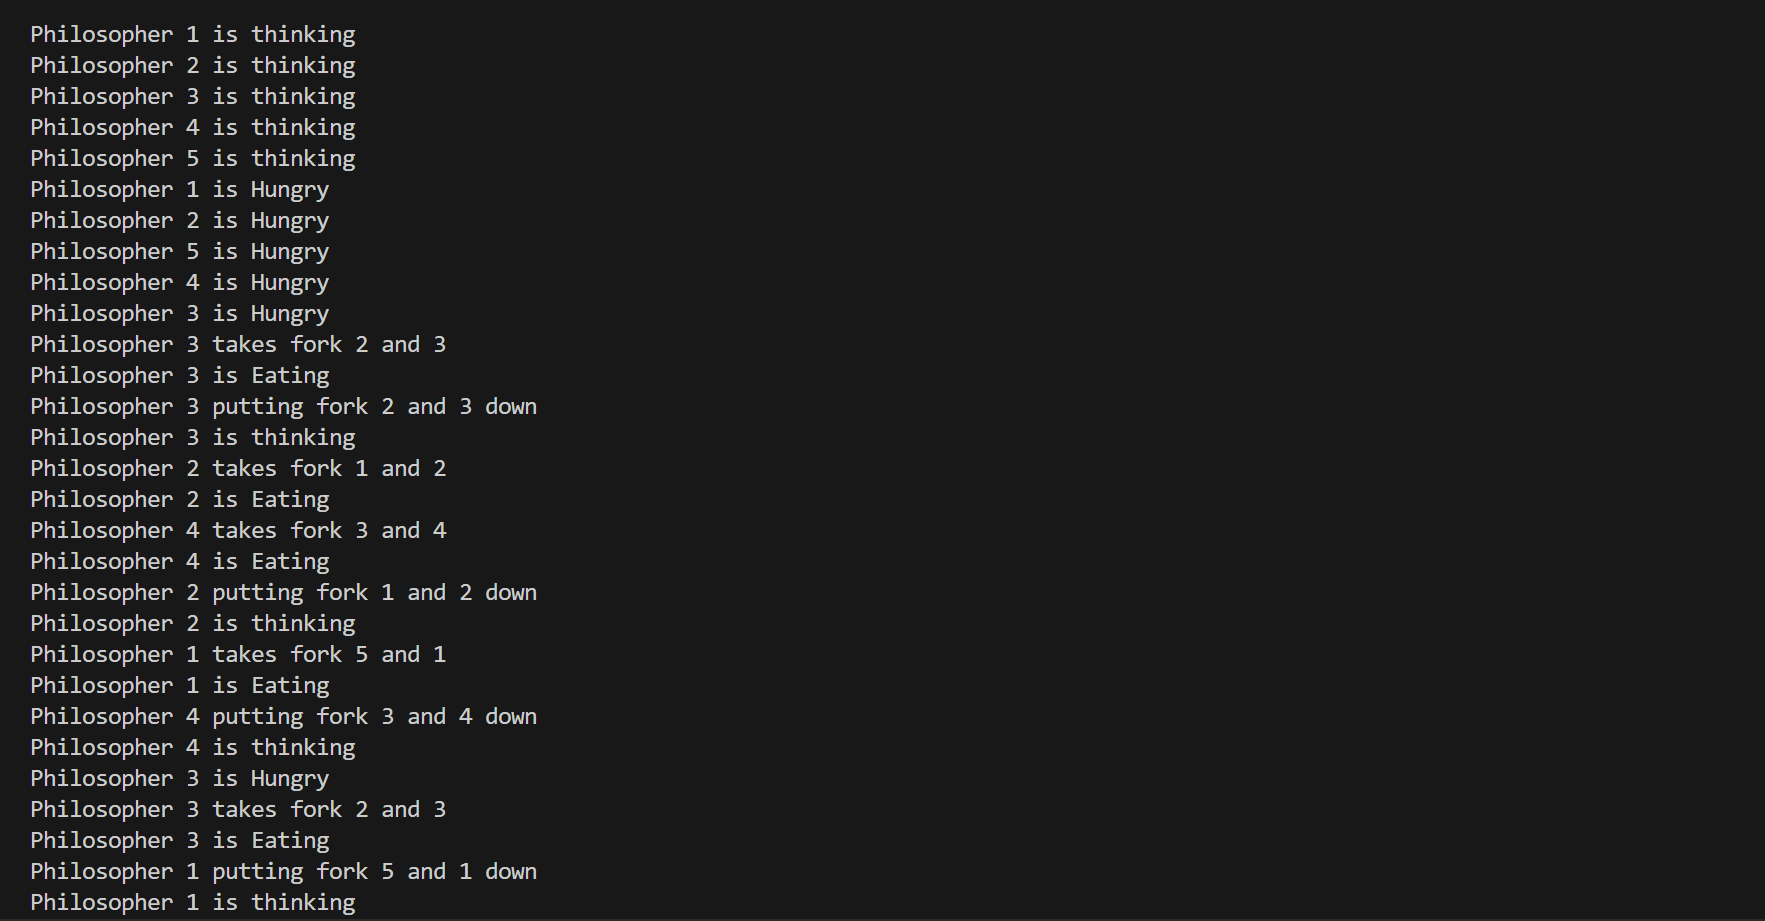 Philosopher 1 is thinking
Philosopher 2 is thinking
Philosopher 3 is thinking
Philosopher 4 is thinking
Philosopher 5 is thinking
Philosopher 1 is Hungry
Philosopher 2 is Hungry
Philosopher 5 is Hungry
Philosopher 4 is Hungry
Philosopher 3 is Hungry
Philosopher 3 takes fork 2 and 3
Philosopher 3 is Eating
Philosopher 3 putting fork 2 and 3 down
Philosopher 3 is thinking
Philosopher 2 takes fork 1 and 2
Philosopher 2 is Eating
Philosopher 4 takes fork 3 and 4
Philosopher 4 is Eating
Philosopher 2 putting fork 1 and 2 down
Philosopher 2 is thinking
Philosopher 1 takes fork 5 and 1
Philosopher 1 is Eating
Philosopher 4 putting fork 3 and 4 down
Philosopher 4 is thinking
Philosopher 3 is Hungry
Philosopher 3 takes fork 2 and 3
Philosopher 3 is Eating
Philosopher 1 putting fork 5 and 1 down
Philosopher 1 is thinking